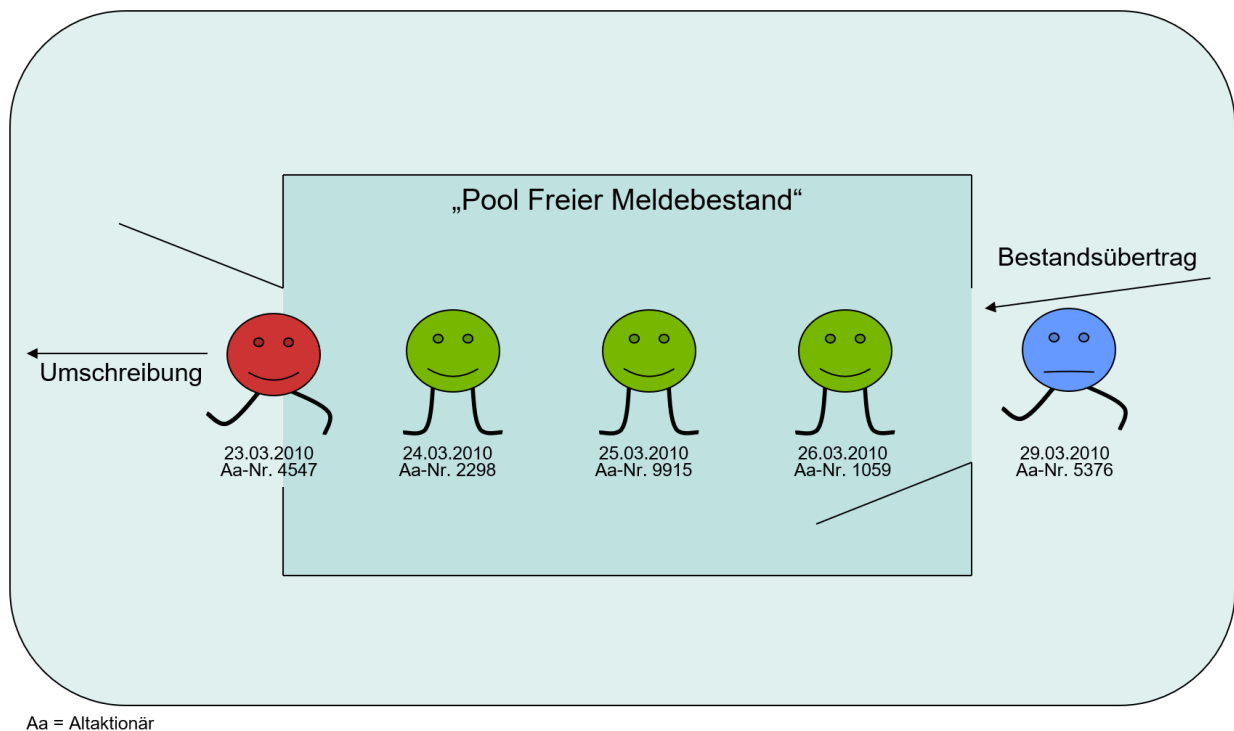 „Pool Freier Meldebestand“
Bestandsübertrag
Umschreibung
23.03.2010
Aa-Nr. 4547
24.03.2010
Aa-Nr. 2298
25.03.2010
Aa-Nr. 9915
26.03.2010
Aa-Nr. 1059
29.03.2010
Aa-Nr. 5376
Aa = Altaktionär